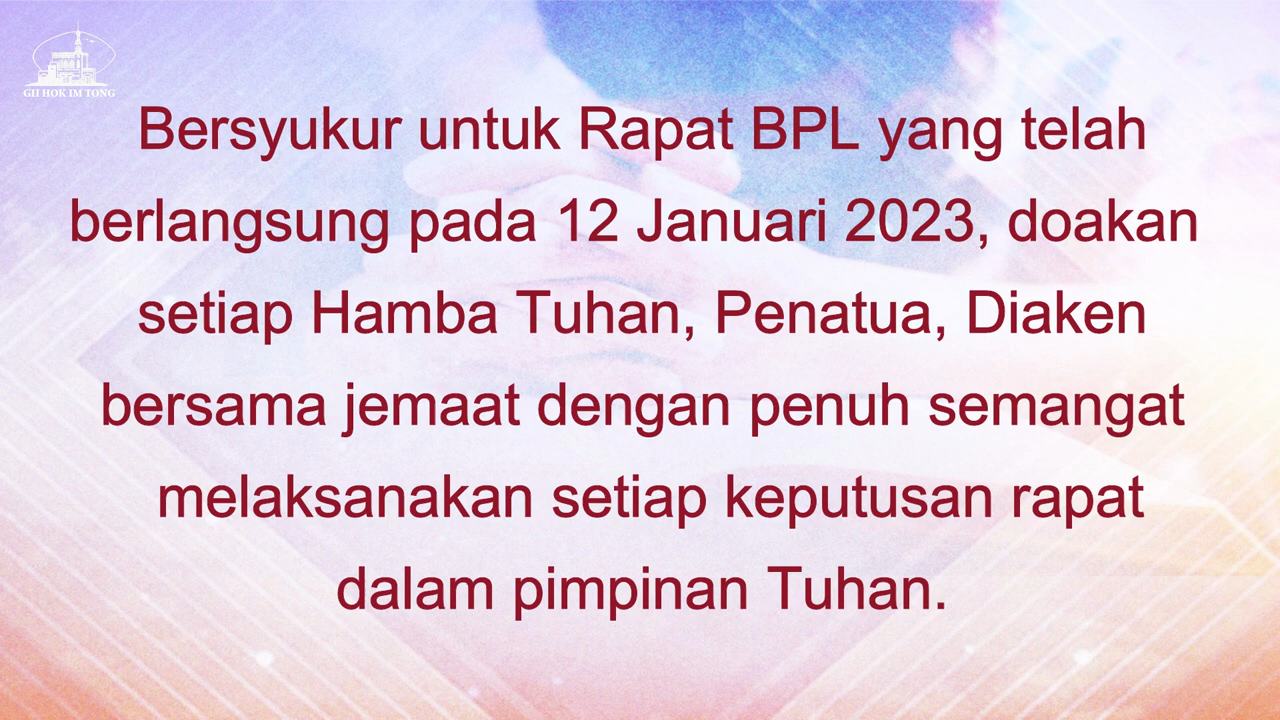 GII HOK IM TONG
Bersyukur untuk Rapat BPL yang telah
berlangsung pada 12 Januari 2023, doakan
setiap Hamba Tuhan, Penatua, Diaken
bersama jemaat dengan penuh semangat
melaksanakan setiap keputusan rapat
dalam pimpinan Tuhan.